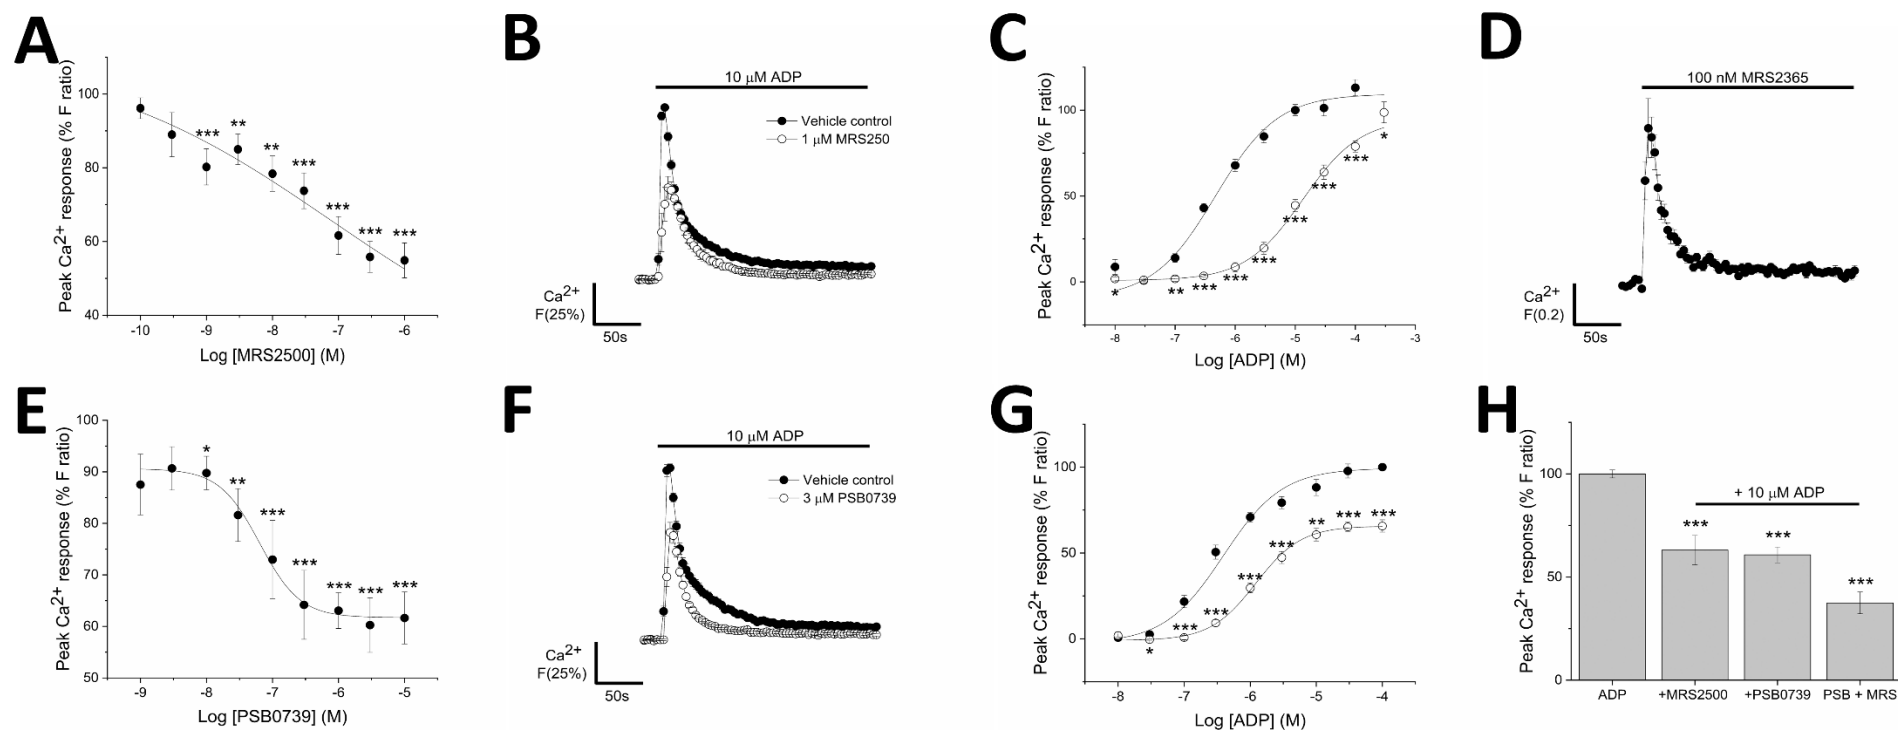 A
Peak Ca2+ response (% F ratio)
100
80
60
40
***
**
**
***
***
***
***
-10
-9
-8
-7
-6
Log [MRS2500] (M)
B
10 μM ADP
Vehicle control
1 μM MRS250
Ca2+
F(25%)
50s
C
Peak Ca2+ response (% F ratio)
100
50
0
*
**
***
***
***
***
***
***
*
-8
-7
-6
-5
-4
-3
Log [ADP] (M)
D
100 nM MRS2365
Ca2+
F(0.2)
50s
E
Peak Ca2+ response (% F ratio)
100
90
80
70
60
50
*
**
***
***
***
***
***
-9
-8
-7
-6
-5
Log [PSB0739] (M)
F
10 μM ADP
Vehicle control
3 μM PSB0739
Ca2+
F(25%)
50s
G
Peak Ca2+ response (% F ratio)
100
50
0
*
***
***
***
***
**
***
***
-8
-7
-6
-5
-4
Log [ADP] (M)
H
Peak Ca2+ response (% F ratio)
100
50
0
+ 10 μM ADP
***
***
***
ADP
+MRS2500
+PSB0739
PSB + MRS